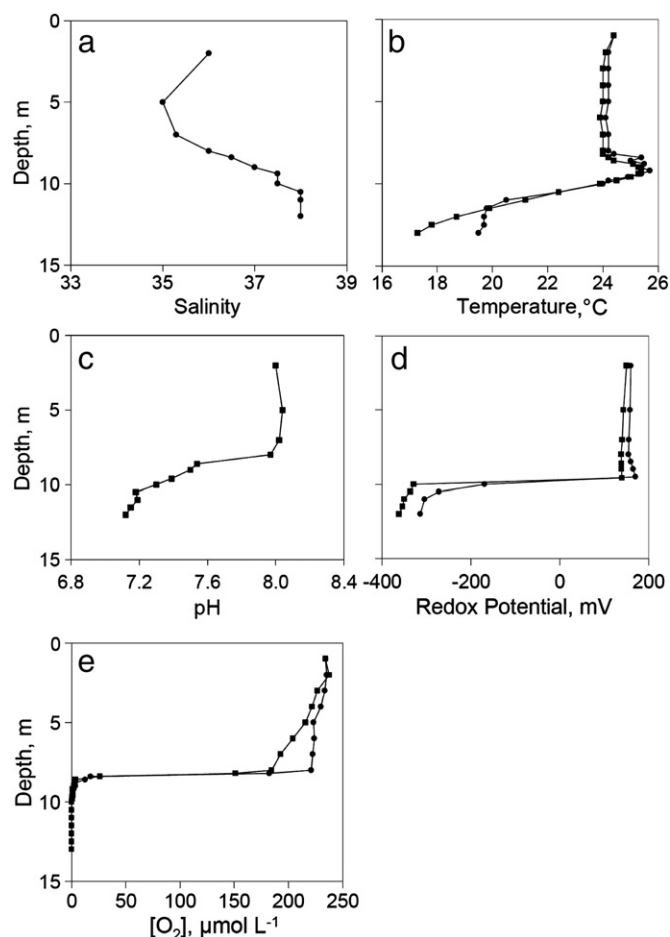 a
b
0
5
10
15
Depth, m
33
35
37
39
Salinity
16
18
20
22
24
26
Temperature,°C
c
d
0
5
10
15
Depth, m
6.8
7.2
7.6
8.0
8.4
pH
-400
-200
0
200
Redox Potential, mV
e
0
5
10
15
Depth, m
0
50
100
150
200
250
[O₂], µmol L⁻¹